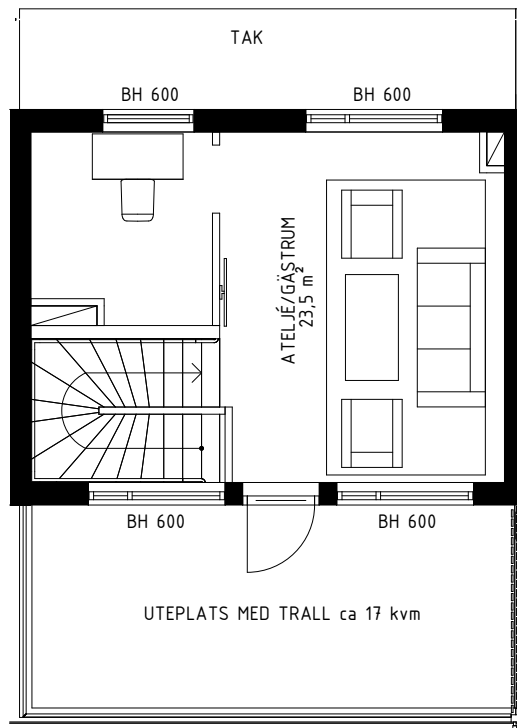 TAK
BH 600
BH 600
ATELJÉ/GÄSTRUM
23,5 m²
BH 600
BH 600
UTEPLATS MED TRALL ca 17 kvm